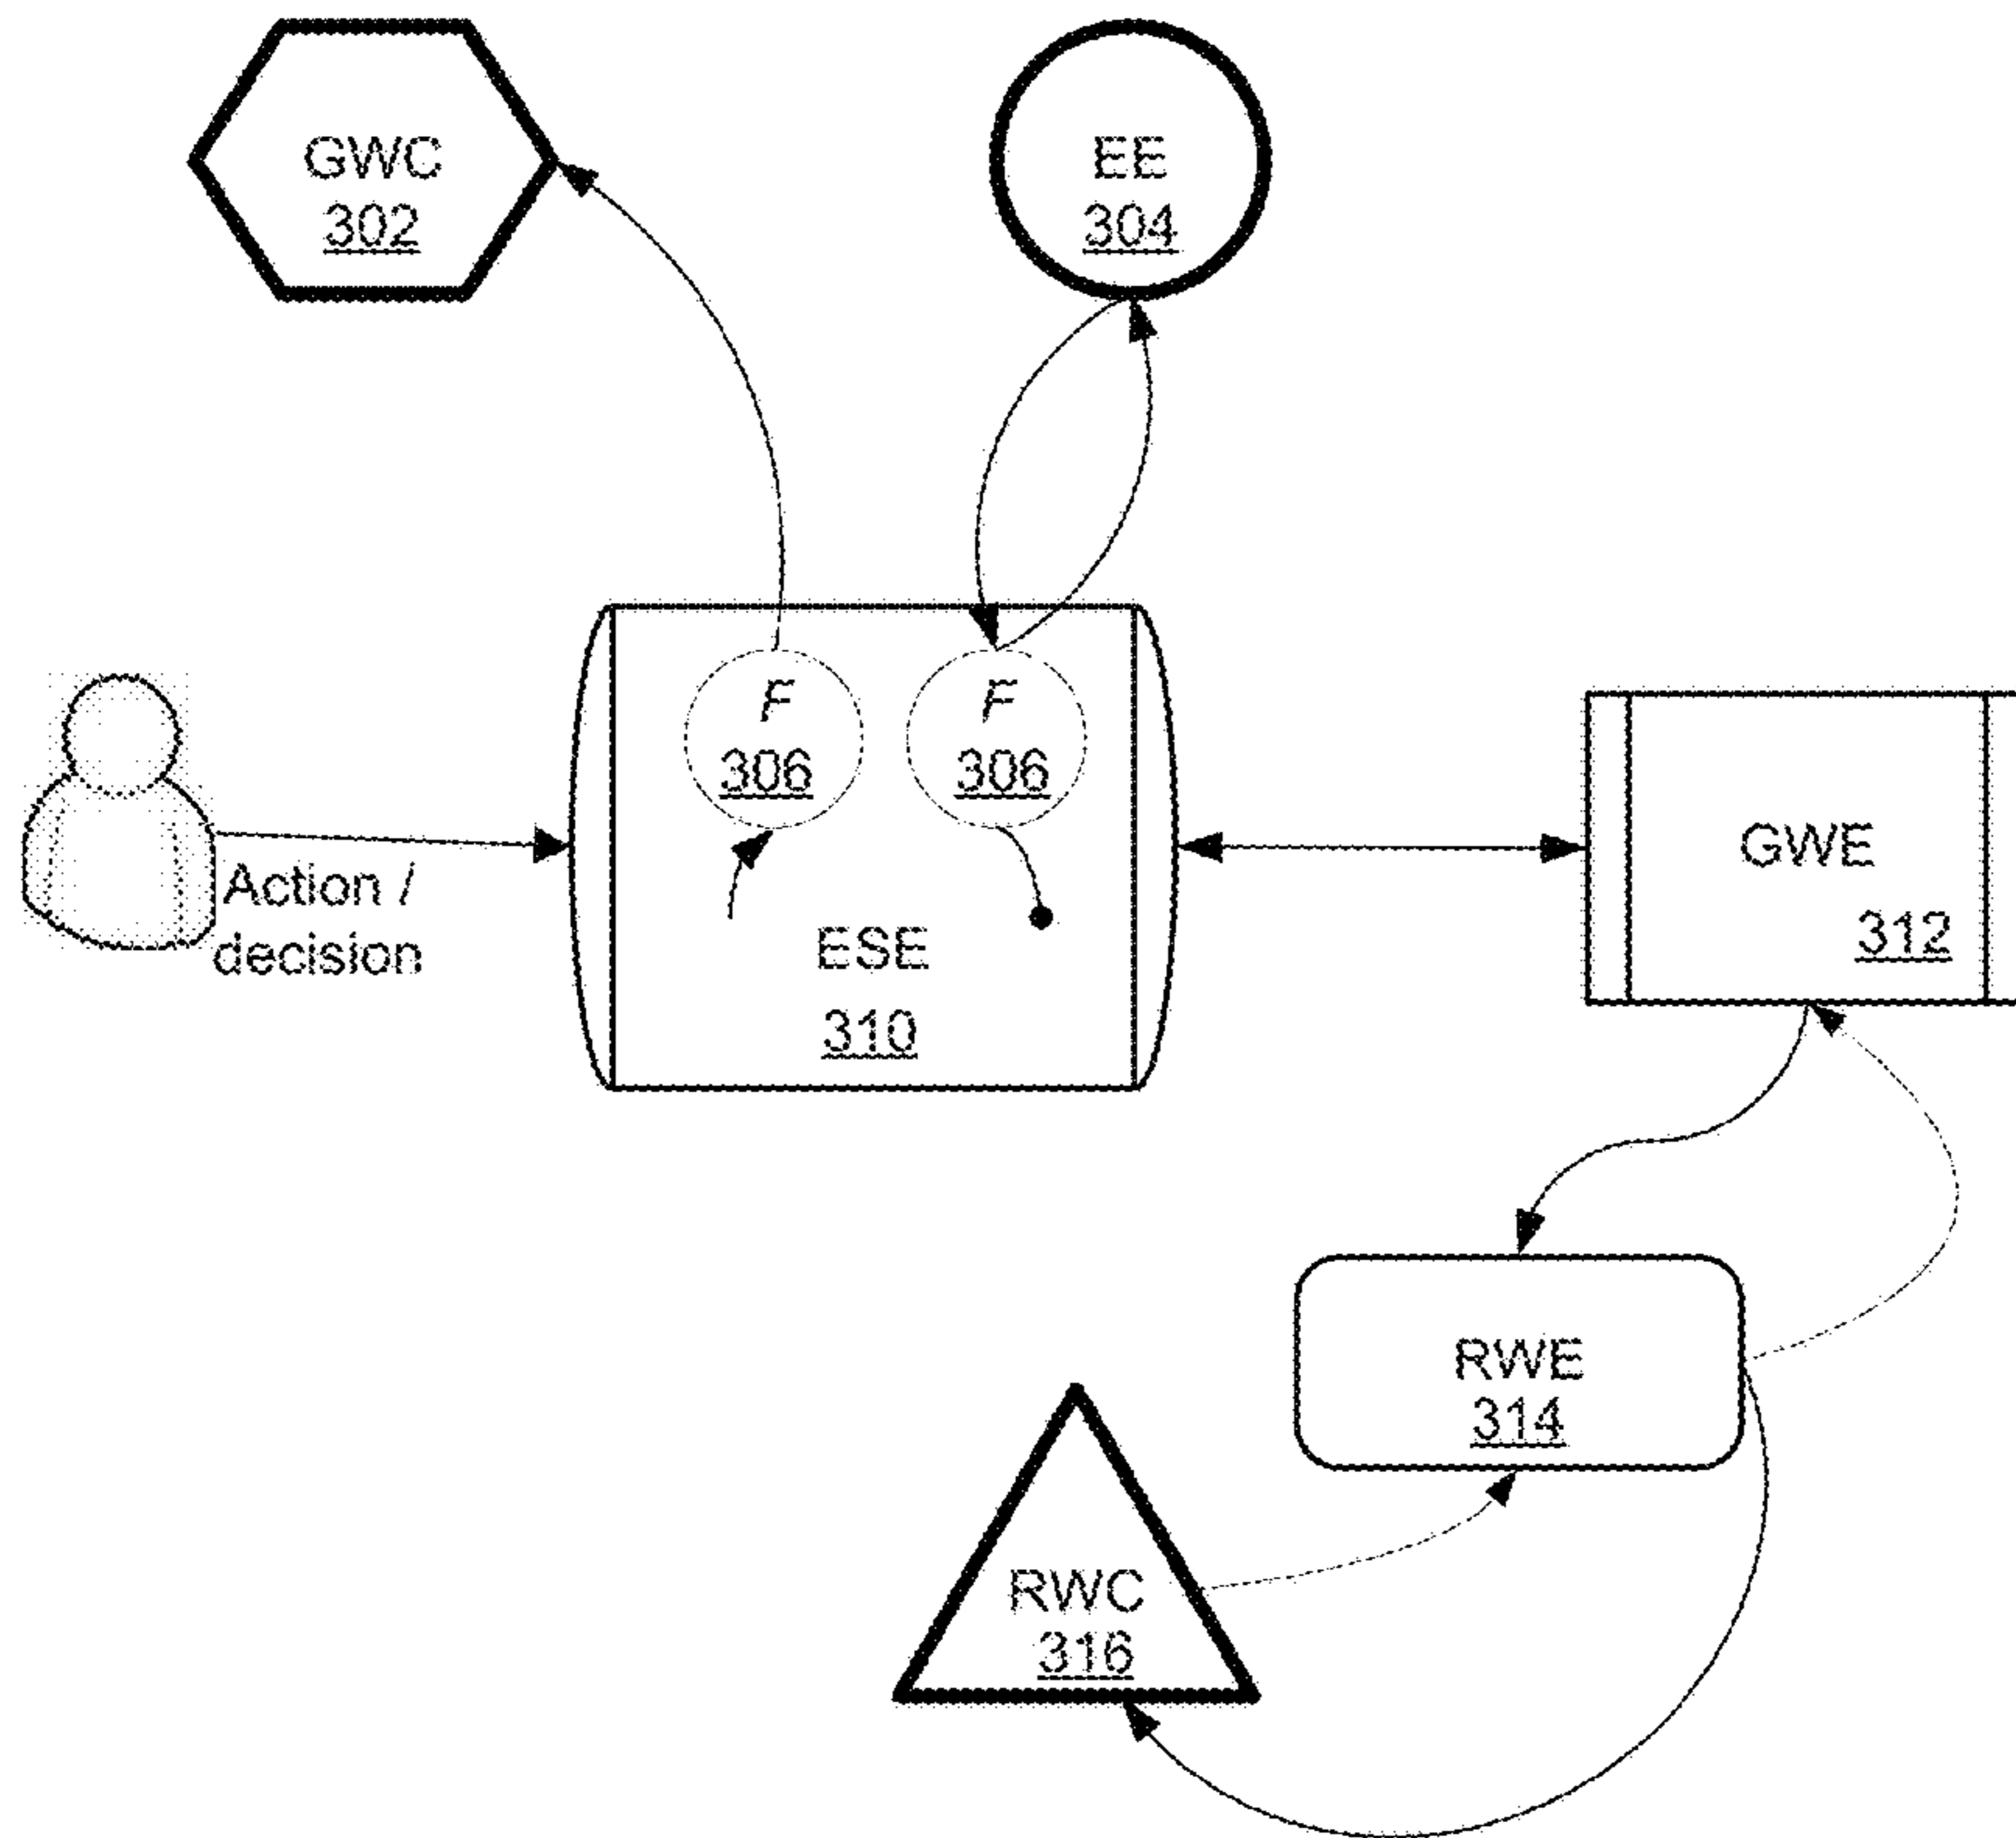 GWC
302
EE
304
F
306
F
306
Action /
decision
ESE
310
GWE
312
RWE
314
RWC
316